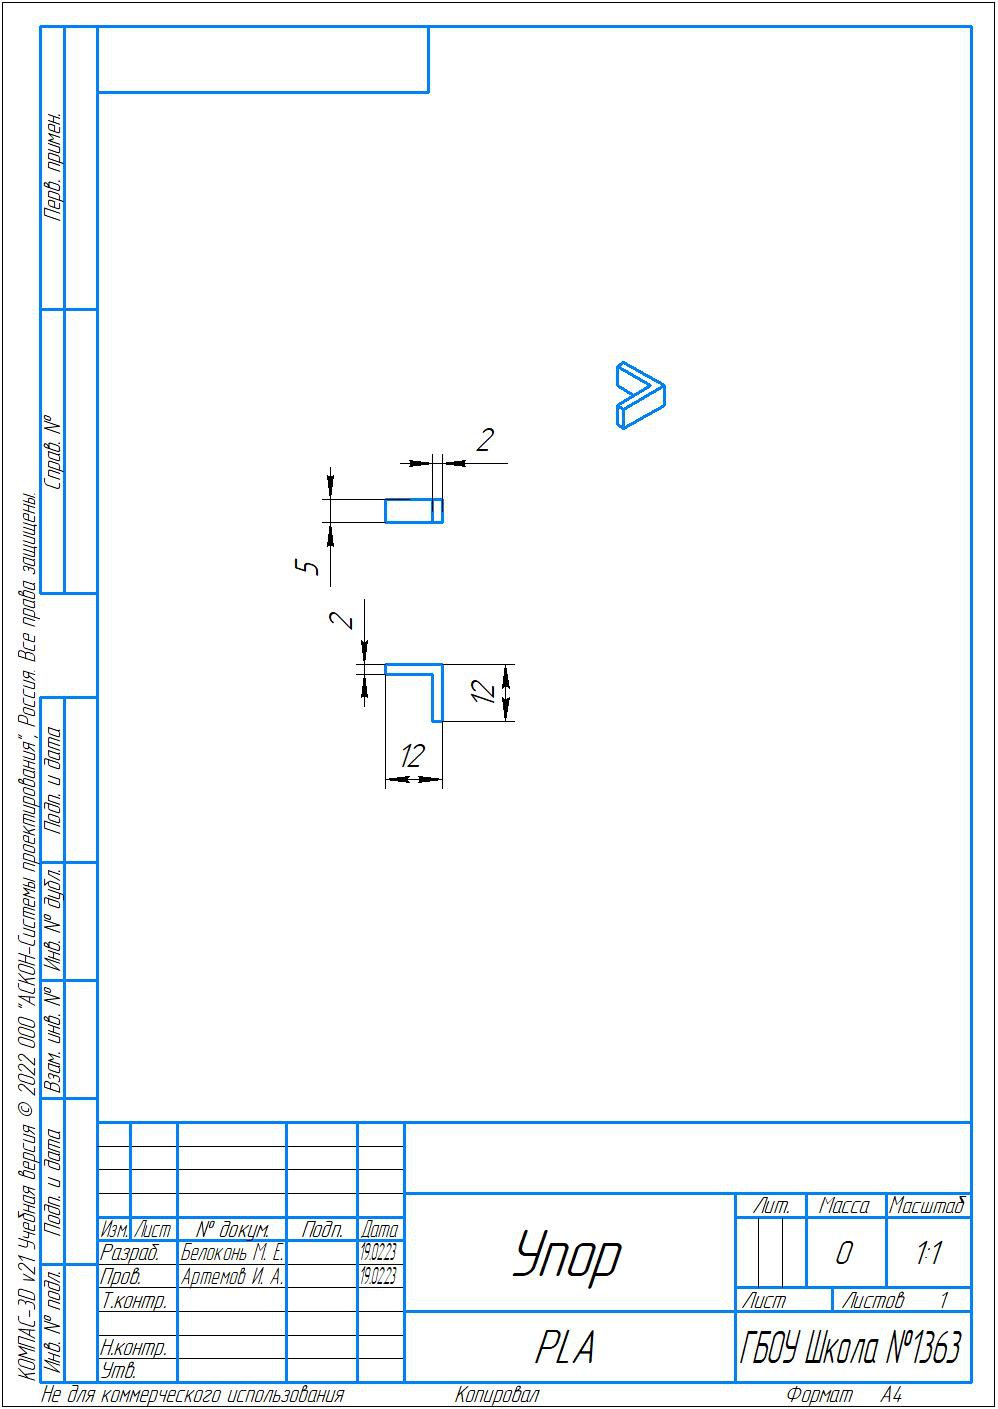 Перв. примен.
Справ. №
Подп. и дата
Инв. № дубл.
Взам. инв. №
Подп. и дата
Инв. № подл.
КОМПАС-3D v21 Учебная версия © 2022 ООО "АСКОН-Системы проектирования", Россия. Все права защищены.
2
5
2
12
12
Изм. Лист № докум. Подп. Дата
Разраб. Белоконь М. Е. 19.02.23
Пров. Артемов И. А. 19.02.23
Т.контр.
Н.контр.
Утв.
Упор
PLA
Лит. Масса Масштаб
0 1:1
Лист Листов 1
ГБОУ Школа №1363
Не для коммерческого использования Копировал Формат A4